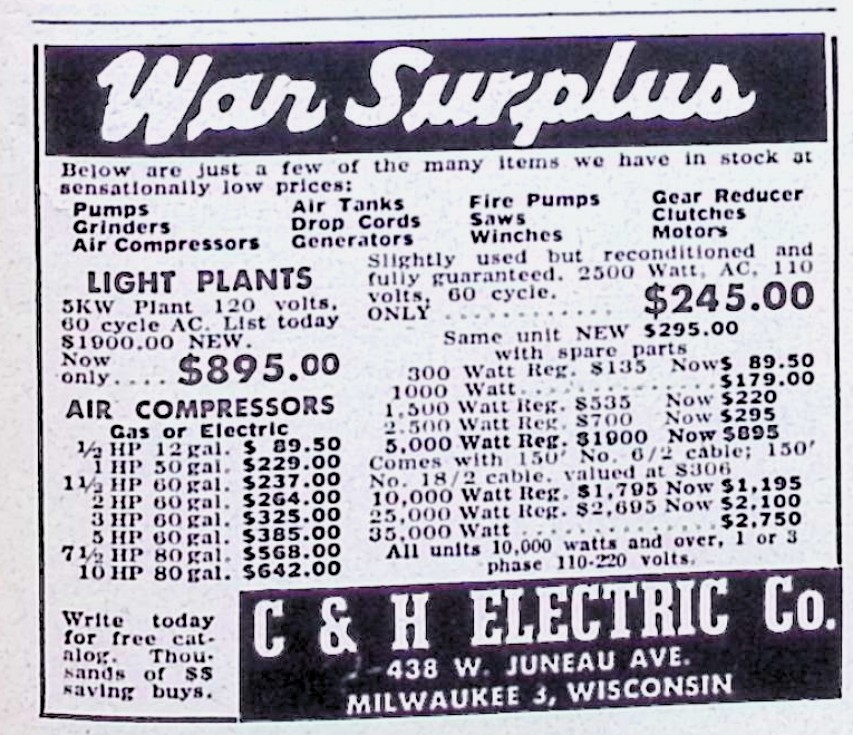 War Surplus
Below are just a few of the many items we have in stock at
sensationally low prices:
Pumps
Grinders
Air Compressors
Air Tanks
Drop Cords
Generators
Fire Pumps
Saws
Winches
Gear Reducer
Clutches
Motors
LIGHT PLANTS
5KW Plant 120 volts,
60 cycle AC. List today
$1900.00 NEW.
Now
only.... $895.00
AIR COMPRESSORS
Gas or Electric
1/2 HP 12 gal. $ 89.50
1 HP 50 gal. $229.00
1 1/2 HP 60 gal. $237.00
2 HP 60 gal. $264.00
3 HP 60 gal. $325.00
5 HP 60 gal. $385.00
7 1/2 HP 80 gal. $568.00
10 HP 80 gal. $642.00
Slightly used but reconditioned and
fully guaranteed. 2500 Watt, AC, 110
volts, 60 cycle.
ONLY ............ $245.00
Same unit NEW $295.00
with spare parts
300 Watt Reg. $135 Now $ 89.50
1000 Watt.................$179.00
1,500 Watt Reg. $535 Now $220
2,500 Watt Reg. $700 Now $295
5,000 Watt Reg. $1900 Now $895
Comes with 150' No. 6/2 cable; 150'
No. 18/2 cable, valued at $306
10,000 Watt Reg. $1,795 Now $1,195
25,000 Watt Reg. $2,695 Now $2,100
35,000 Watt ................$2,750
All units 10,000 watts and over, 1 or 3
phase 110-220 volts.
Write today
for free cat-
alog. Thou-
sands of $$
saving buys.
C & H ELECTRIC Co.
438 W. JUNEAU AVE.
MILWAUKEE 3, WISCONSIN